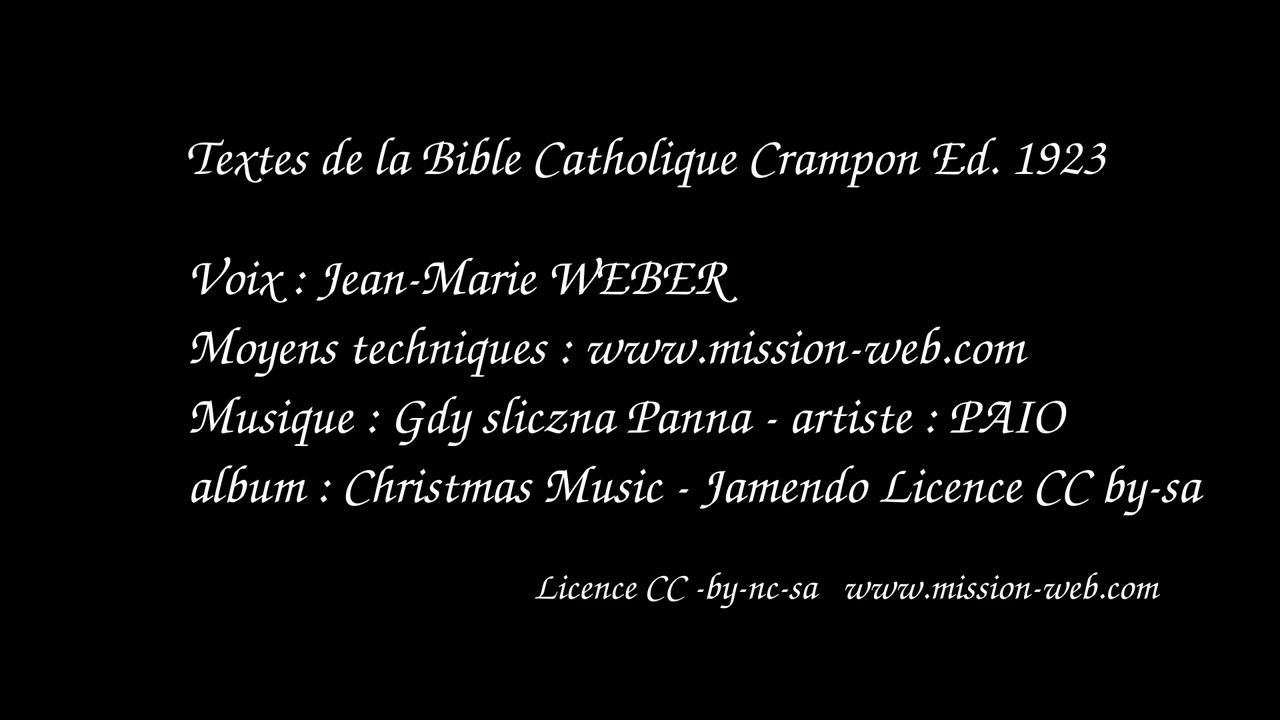 Textes de la Bible Catholique Crampon Ed. 1923
Voix : Jean-Marie WEBER
Moyens techniques : www.mission-web.com
Musique : Gdy sliczna Panna - artiste : PAIO
album : Christmas Music - Jamendo Licence CC by-sa
Licence CC -by-nc-sa www.mission-web.com